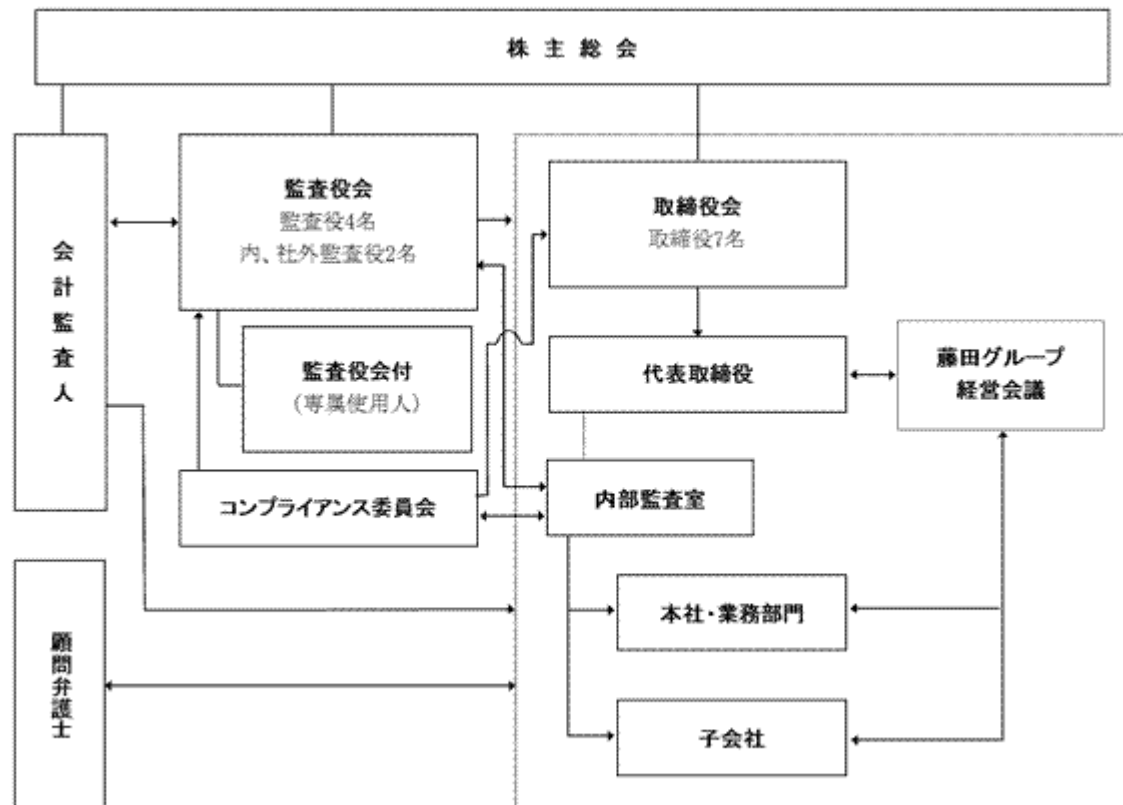 株主総会
会計監査人
監査役会
監査役4名
内、社外監査役2名
取締役会
取締役7名
監査役会付
(専属使用人)
代表取締役
藤田グループ
経営会議
コンプライアンス委員会
内部監査室
本社・業務部門
顧問弁護士
子会社